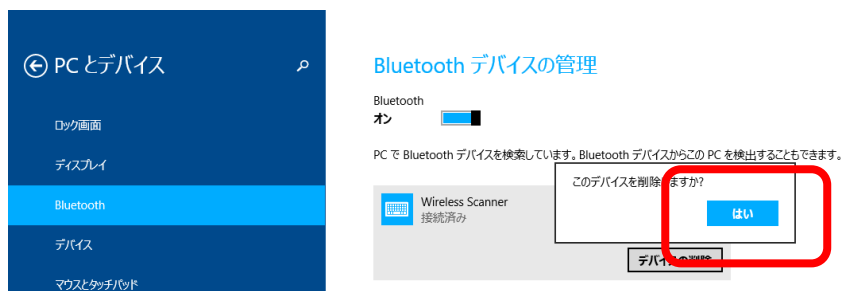 PC とデバイス
ロック画面
ディスプレイ
Bluetooth
デバイス
マウスとタッチパッド
Bluetooth デバイスの管理
Bluetooth
オン
PC で Bluetooth デバイスを検索しています。Bluetooth デバイスからこの PC を検出することもできます。
Wireless Scanner
接続済み
このデバイスを削除しますか?
はい
デバイスの削除